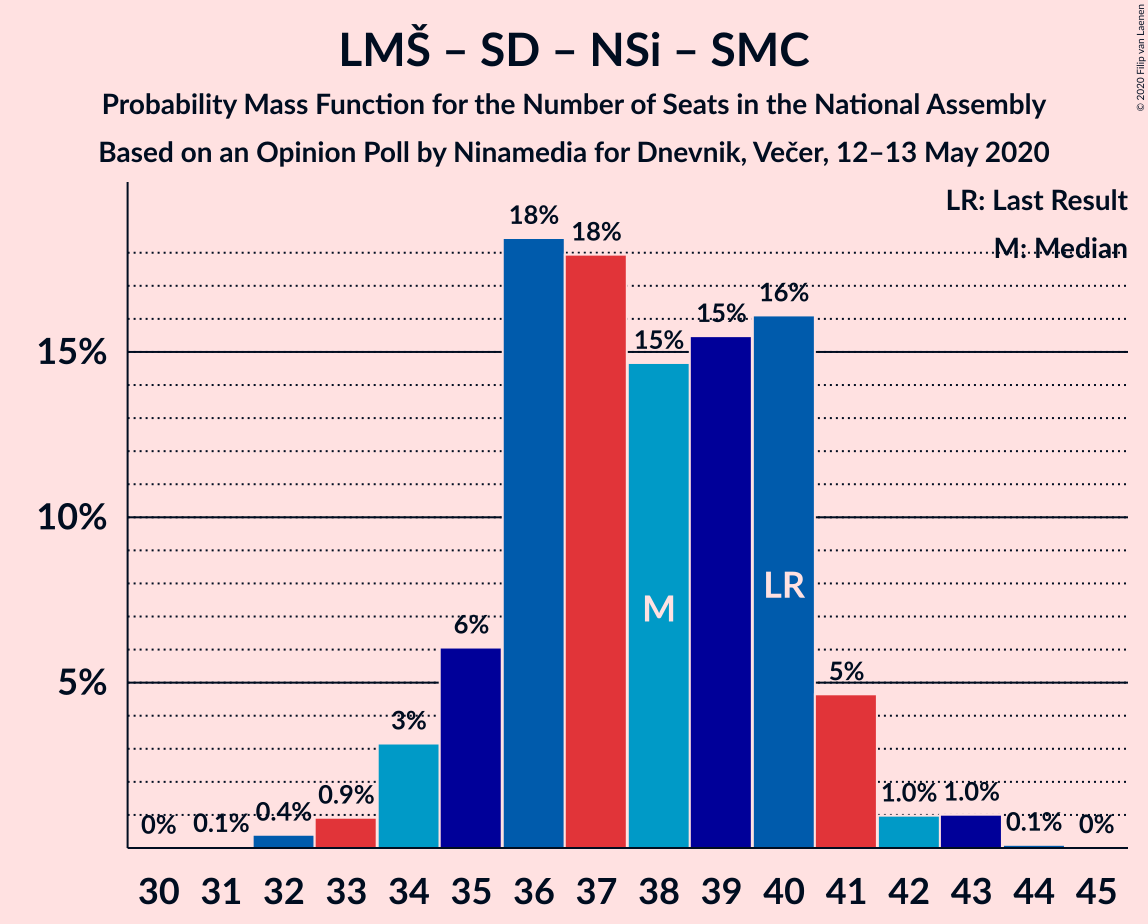 LMŠ – SD – NSi – SMC
Probability Mass Function for the Number of Seats in the National Assembly
Based on an Opinion Poll by Ninamedia for Dnevnik, Večer, 12–13 May 2020
© 2020 Filip van Laenen
LR: Last Result
M: Median
15%
10%
5%
0%
0.1%
0.4%
0.9%
3%
6%
18%
18%
15%
15%
16%
5%
1.0%
1.0%
0.1%
0%
M
LR
30 31 32 33 34 35 36 37 38 39 40 41 42 43 44 45